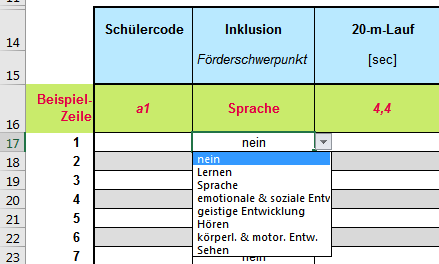 14 Schülercode Inklusion 20-m-Lauf
15 Förderschwerpunkt [sec]
Beispiel-
16 Zeile a1 Sprache 4,4
17 1 nein
18 2 nein
19 3 Lernen
Sprache
20 4 emotionale & soziale Entw
21 5 geistige Entwicklung
Hören
22 6 körperl. & motor. Entw.
23 7 Sehen
nein